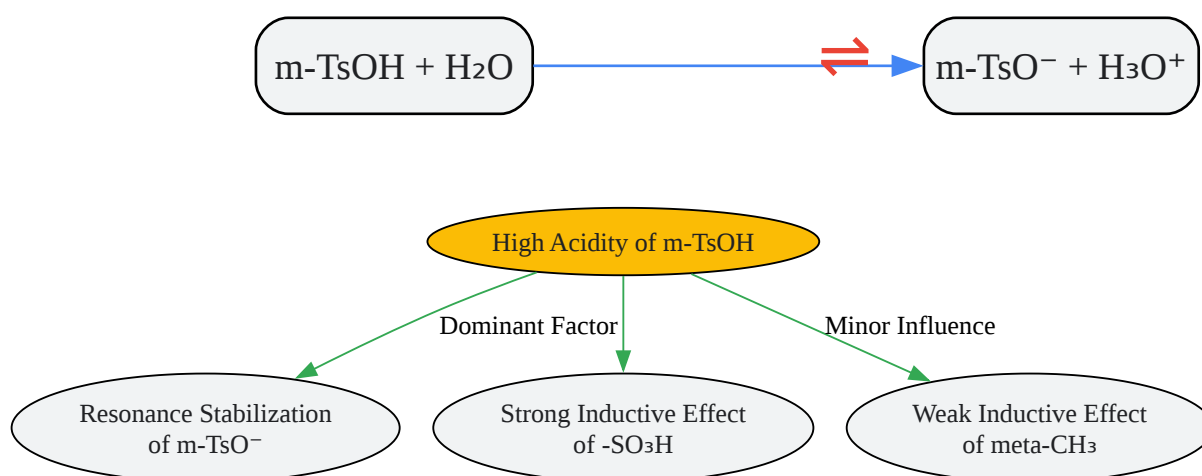 m-TsOH + H₂O
⇌
m-TsO⁻ + H₃O⁺
High Acidity of m-TsOH
Dominant Factor
Minor Influence
Resonance Stabilization
of m-TsO⁻
Strong Inductive Effect
of -SO₃H
Weak Inductive Effect
of meta-CH₃